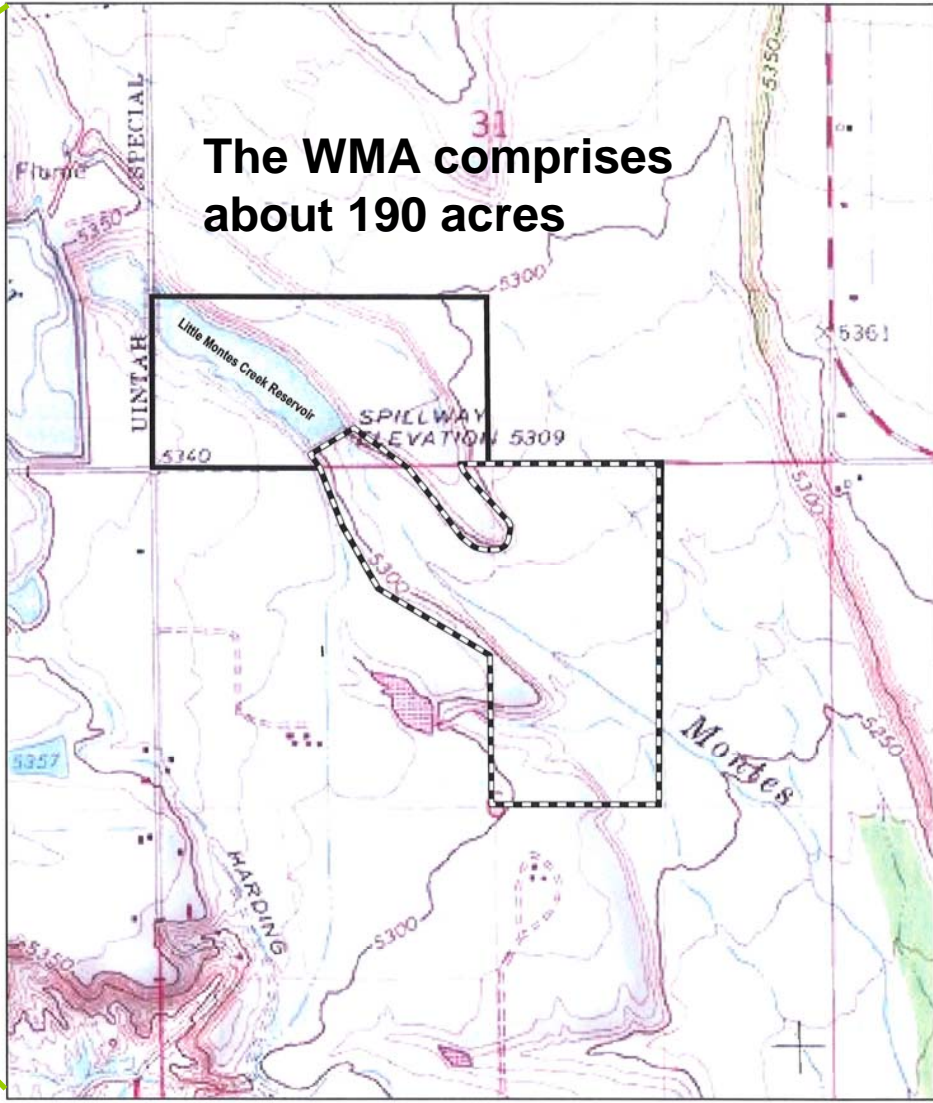 5350
SPECIAL
31
The WMA comprises
about 190 acres
Flume
5350
5300
UINTAH
Little Montes Creek Reservoir
5361
SPILLWAY
ELEVATION 5309
5340
5300
5300
Montes
5250
5357
HARDING
5300
5350